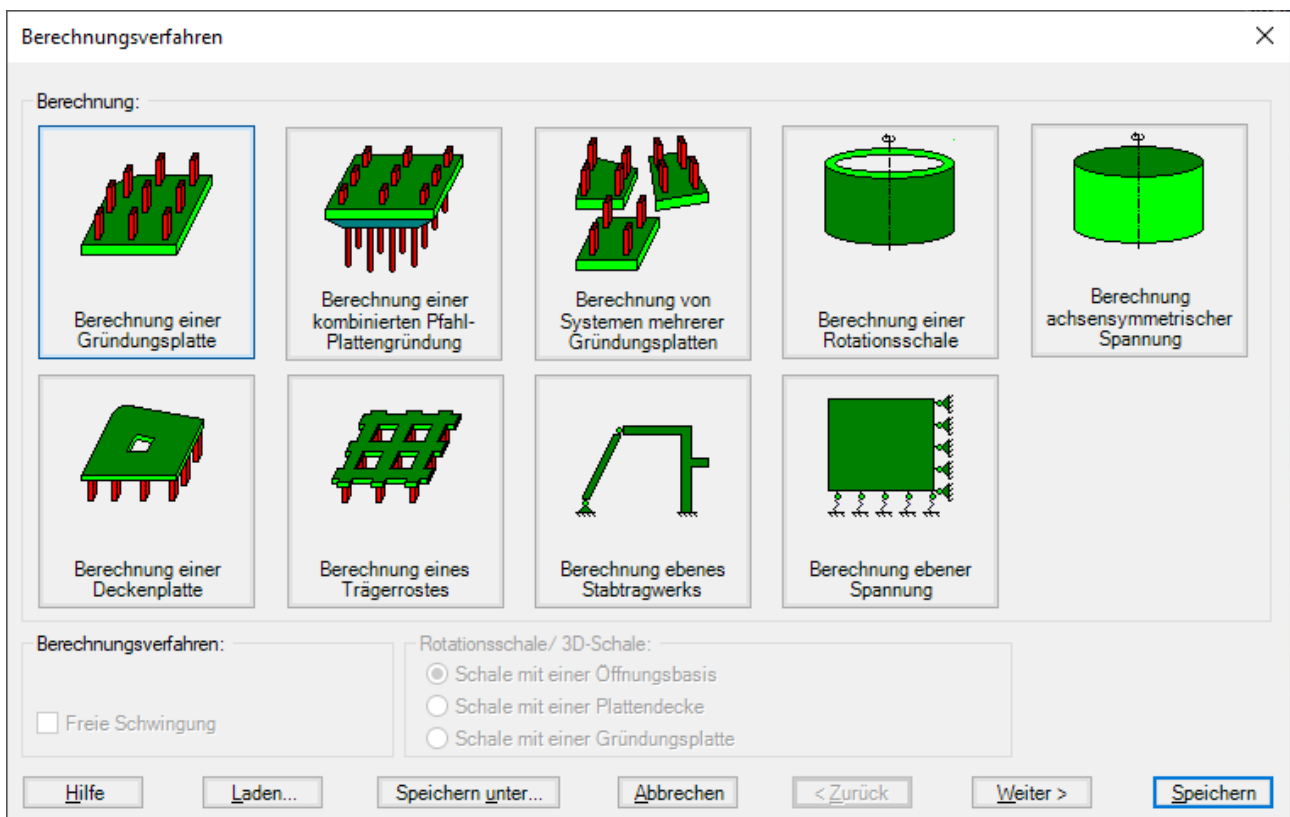 Berechnungsverfahren
Berechnung:
Berechnung einer
Gründungsplatte
Berechnung einer
kombinierten Pfahl-
Plattengründung
Berechnung von
Systemen mehrerer
Gründungsplatten
Berechnung einer
Rotationsschale
Berechnung
achsensymmetrischer
Spannung
Berechnung einer
Deckenplatte
Berechnung eines
Trägerrostes
Berechnung ebenes
Stabtragwerks
Berechnung ebener
Spannung
Berechnungsverfahren:
Freie Schwingung
Rotationsschale/ 3D-Schale:
Schale mit einer Öffnungsbasis
Schale mit einer Plattendecke
Schale mit einer Gründungsplatte
Hilfe
Laden...
Speichern unter...
Abbrechen
< Zurück
Weiter >
Speichern